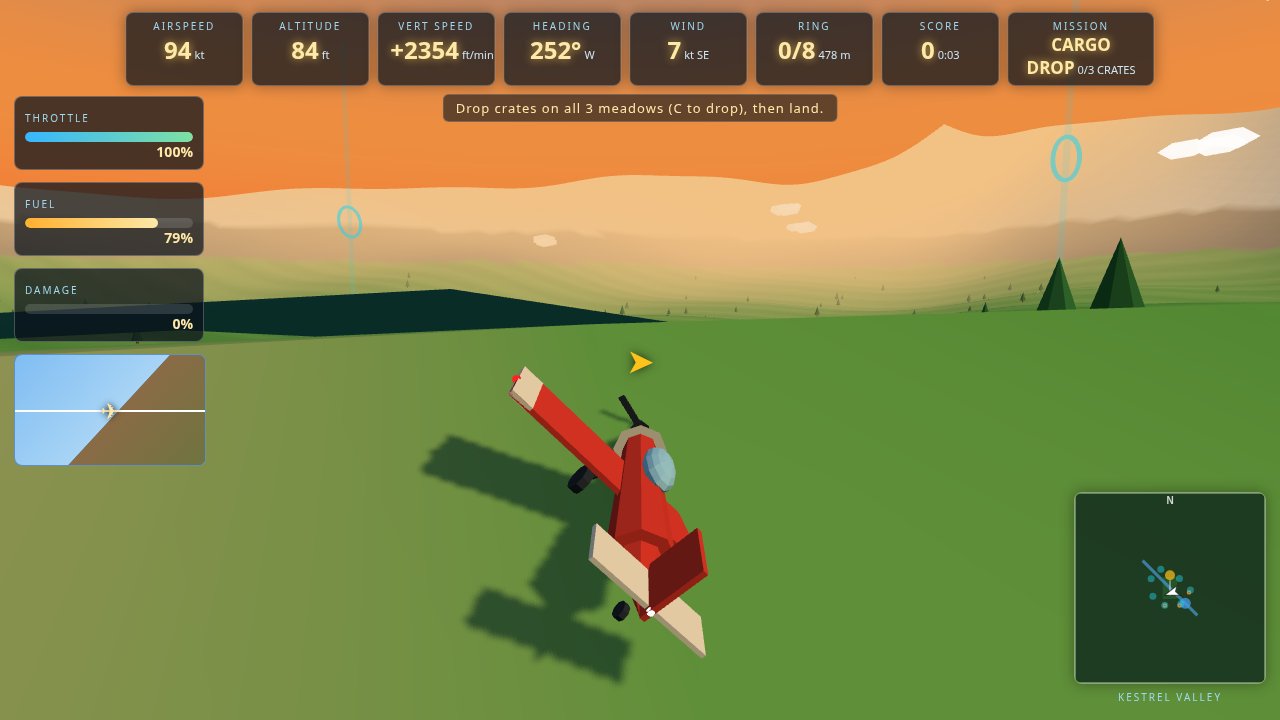 AIRSPEED
94 kt
ALTITUDE
84 ft
VERT SPEED
+2354 ft/min
HEADING
252° W
WIND
7 kt SE
RING
0/8 478 m
SCORE
0 0:03
MISSION
CARGO
DROP 0/3 CRATES
Drop crates on all 3 meadows (C to drop), then land.
THROTTLE
100%
FUEL
79%
DAMAGE
0%
N
KESTREL VALLEY